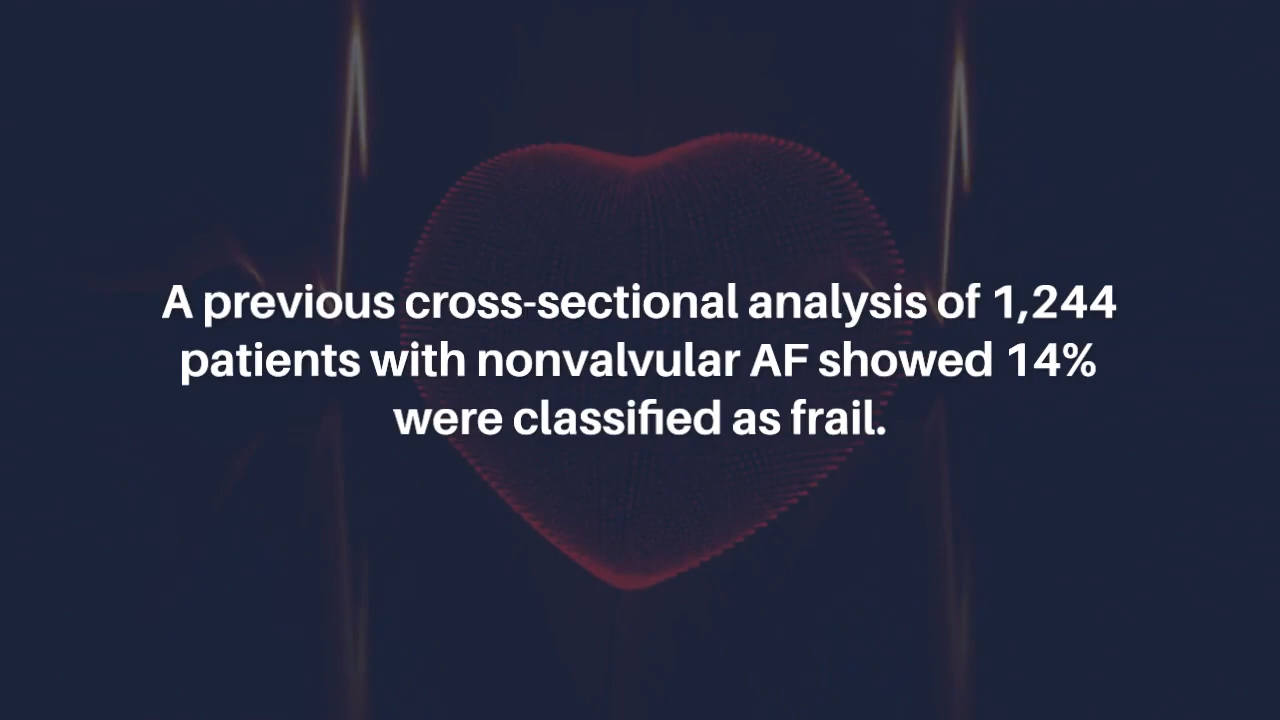 A previous cross-sectional analysis of 1,244
patients with nonvalvular AF showed 14%
were classified as frail.